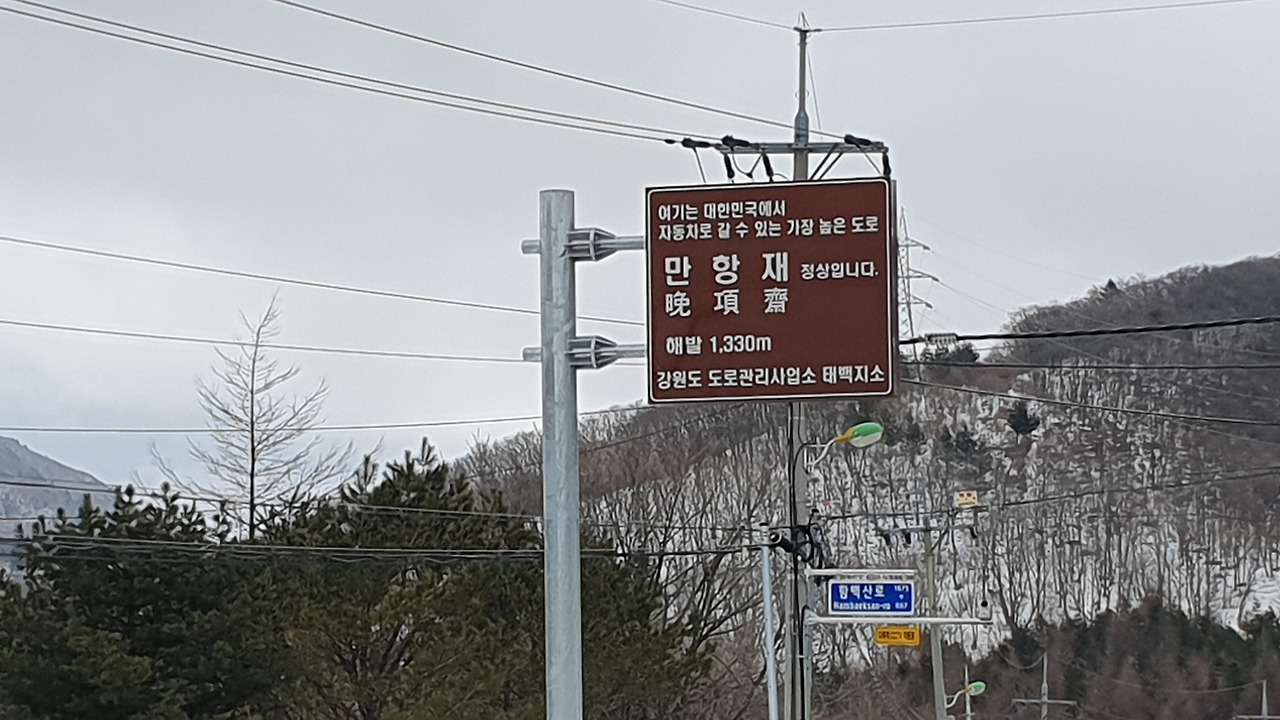 여기는 대한민국에서
자동차로 갈 수 있는 가장 높은 도로
만 항 재 정상입니다.
晩 項 齋
해발 1,330m
강원도 도로관리사업소 태백지소
함백산로
Hambaeksan-ro